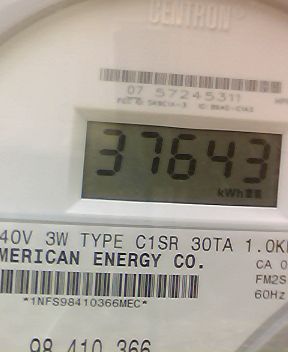 CENTRON®
07 57245311
37643
kWh
40V 3W TYPE C1SR 30TA 1.0K
MERICAN ENERGY CO.
CA 0
FM2S
60Hz
*1NFS98410366MEC*
98 410 366